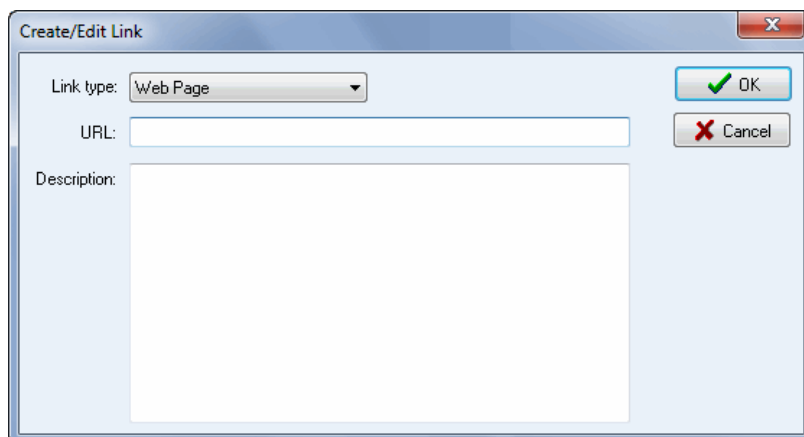 Create/Edit Link
Link type: Web Page
OK
URL:
Cancel
Description: